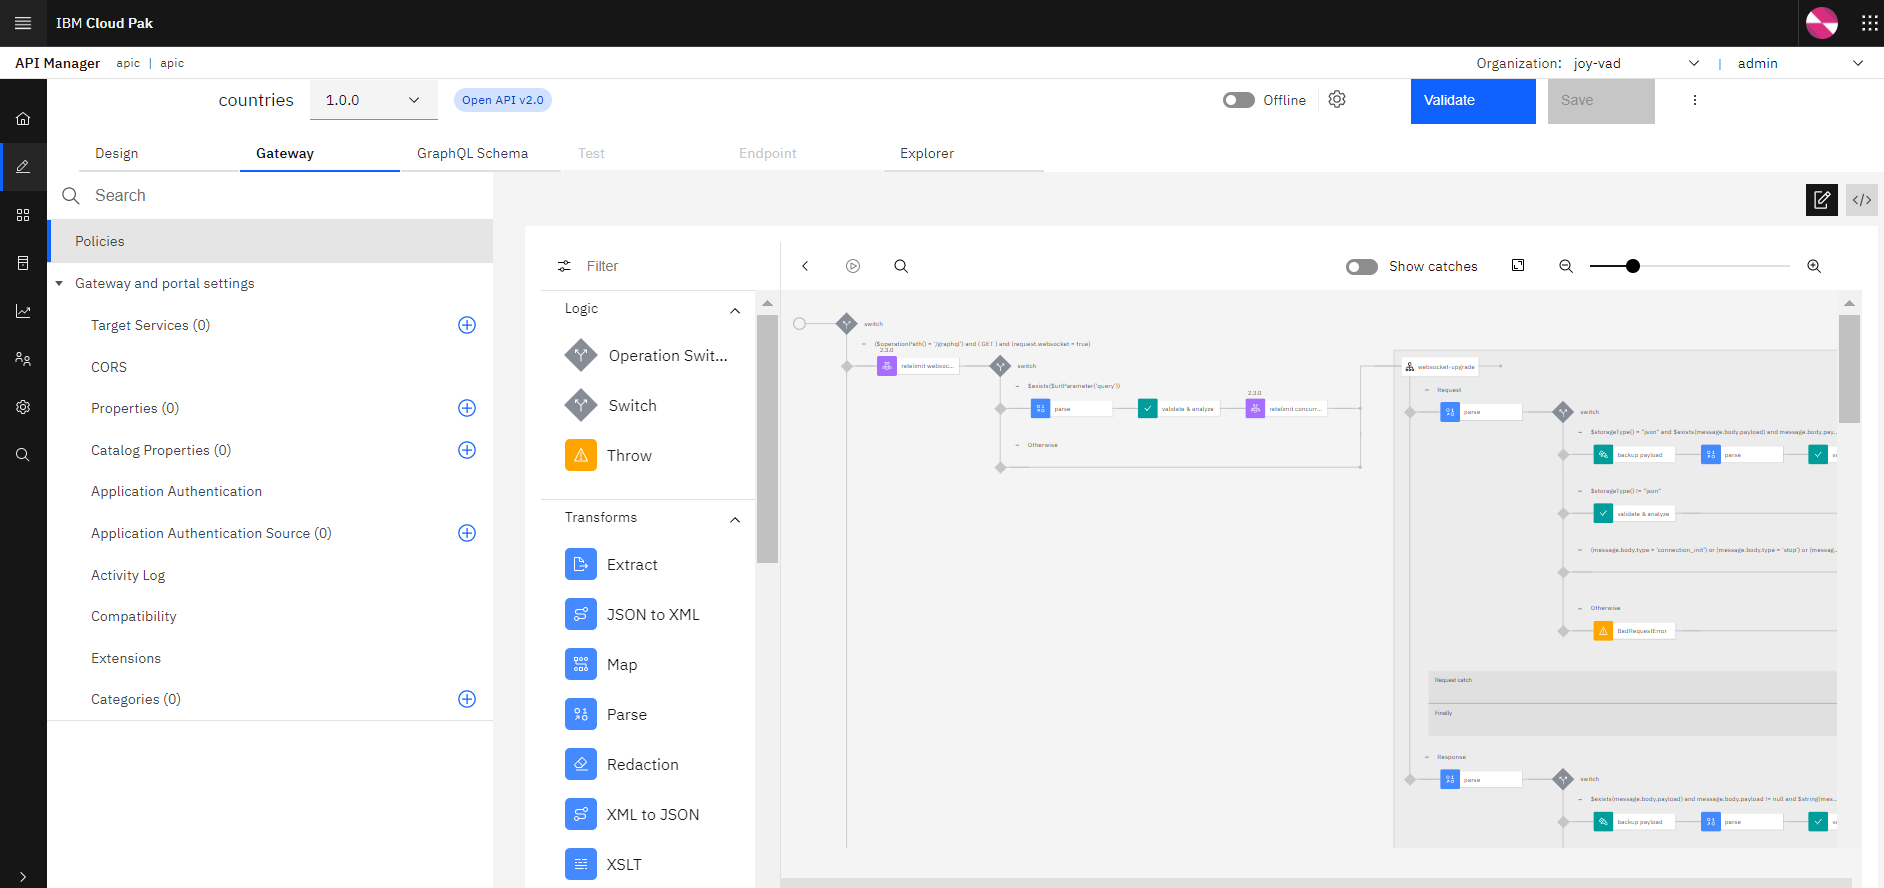 IBM Cloud Pak
API Manager apic | apic
Organization: joy-vad | admin
countries 1.0.0 Open API v2.0
Offline
Validate
Save
Design Gateway GraphQL Schema Test Endpoint Explorer
Search
Policies
Gateway and portal settings
Target Services (0)
CORS
Properties (0)
Catalog Properties (0)
Application Authentication
Application Authentication Source (0)
Activity Log
Compatibility
Extensions
Categories (0)
Filter
Show catches
Logic
Operation Swit...
Switch
Throw
Transforms
Extract
JSON to XML
Map
Parse
Redaction
XML to JSON
XSLT
switch
($operationPath() = '/graphql') and ( GET ) and (request.websocket = true)
2.3.0
ratelimit websoc...
switch
$exists($urlParameter('query'))
parse
validate & analyze
2.3.0
ratelimit concurr...
Otherwise
websocket-upgrade
Request
parse
switch
$storageType() = "json" and $exists(message.body.payload) and message.body.pay...
backup payload
parse
$storageType() != "json"
validate & analyze
(message.body.type = 'connection_init') or (message.body.type = 'stop') or (messag...
Otherwise
BadRequestError
Request catch
Finally
Response
parse
switch
$exists(message.body.payload) and message.body.payload != null and $string(mes...
backup payload
parse